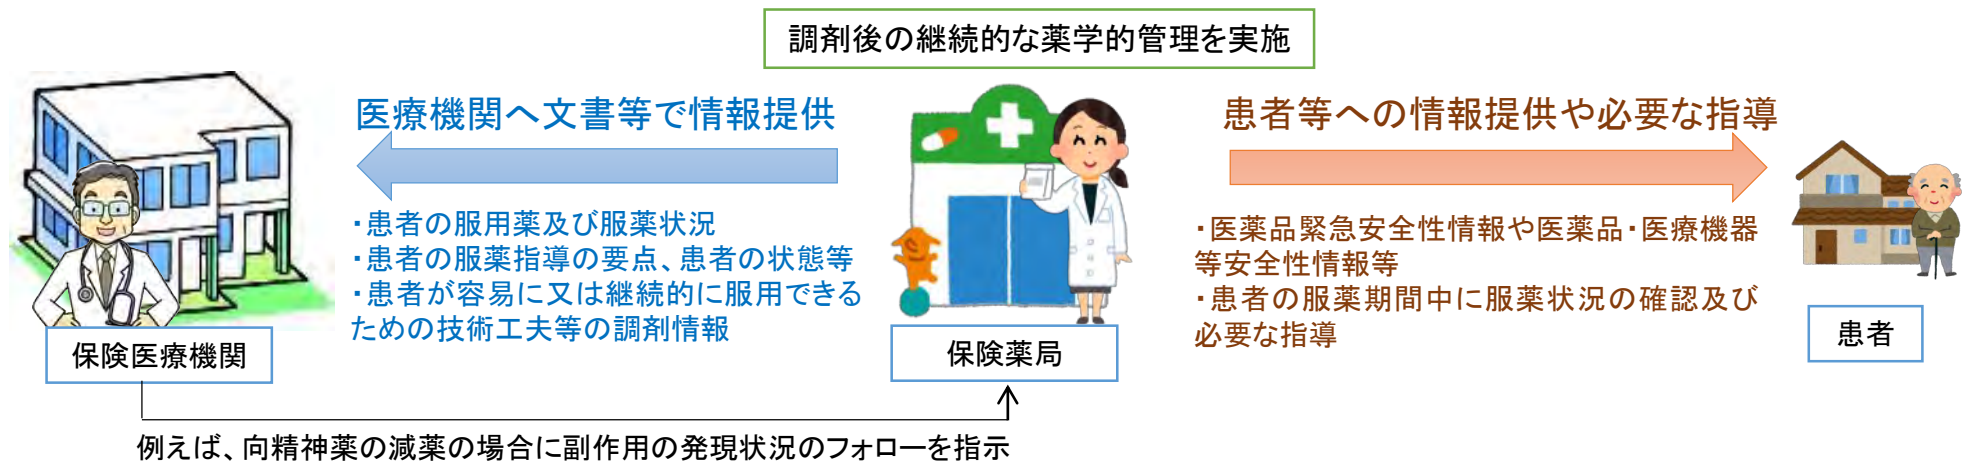 調剤後の継続的な薬学的管理を実施
医療機関へ文書等で情報提供
・患者の服用薬及び服薬状況
・患者の服薬指導の要点、患者の状態等
・患者が容易に又は継続的に服用できる
ための技術工夫等の調剤情報
患者等への情報提供や必要な指導
・医薬品緊急安全性情報や医薬品・医療機器
等安全性情報等
・患者の服薬期間中に服薬状況の確認及び
必要な指導
保険医療機関
保険薬局
患者
例えば、向精神薬の減薬の場合に副作用の発現状況のフォローを指示